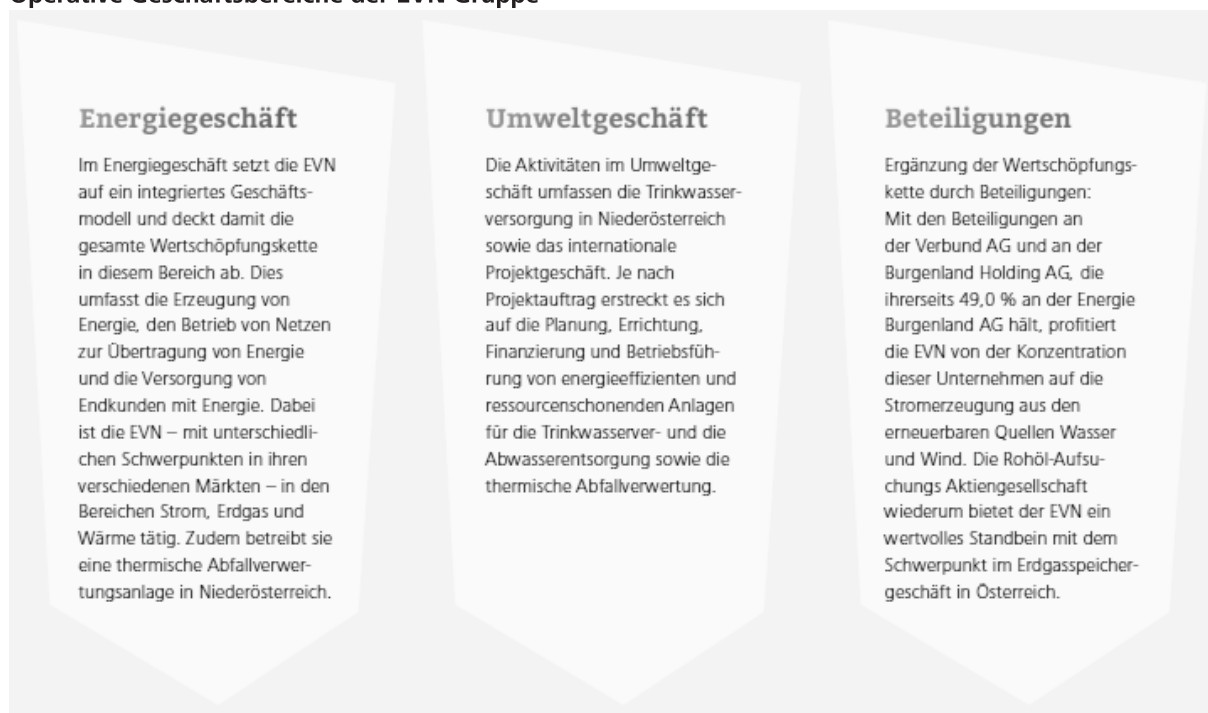 Operative Geschäftsbereiche der EVN Gruppe
Energiegeschäft
Im Energiegeschäft setzt die EVN
auf ein integriertes Geschäfts-
modell und deckt damit die
gesamte Wertschöpfungskette
in diesem Bereich ab. Dies
umfasst die Erzeugung von
Energie, den Betrieb von Netzen
zur Übertragung von Energie
und die Versorgung von
Endkunden mit Energie. Dabei
ist die EVN – mit unterschiedli-
chen Schwerpunkten in ihren
verschiedenen Märkten – in den
Bereichen Strom, Erdgas und
Wärme tätig. Zudem betreibt sie
eine thermische Abfallverwer-
tungsanlage in Niederösterreich.
Umweltgeschäft
Die Aktivitäten im Umweltge-
schäft umfassen die Trinkwasser-
versorgung in Niederösterreich
sowie das internationale
Projektgeschäft. Je nach
Projektauftrag erstreckt es sich
auf die Planung, Errichtung,
Finanzierung und Betriebsfüh-
rung von energieeffizienten und
ressourcenschonenden Anlagen
für die Trinkwasserver- und die
Abwasserentsorgung sowie die
thermische Abfallverwertung.
Beteiligungen
Ergänzung der Wertschöpfungs-
kette durch Beteiligungen:
Mit den Beteiligungen an
der Verbund AG und an der
Burgenland Holding AG, die
ihrerseits 49,0 % an der Energie
Burgenland AG hält, profitiert
die EVN von der Konzentration
dieser Unternehmen auf die
Stromerzeugung aus den
erneuerbaren Quellen Wasser
und Wind. Die Rohöl-Aufsu-
chungs Aktiengesellschaft
wiederum bietet der EVN ein
wertvolles Standbein mit dem
Schwerpunkt im Erdgasspeicher-
geschäft in Österreich.